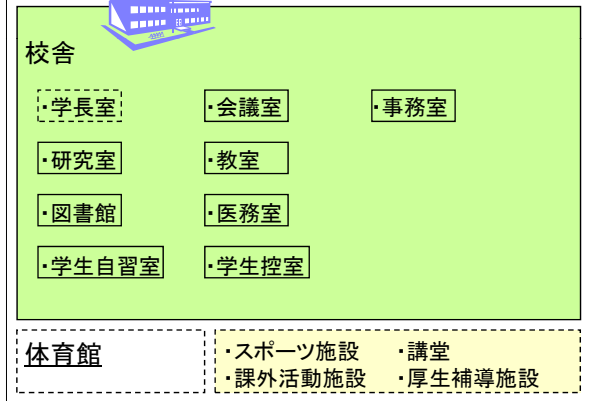 校舎
・学長室 ・会議室 ・事務室
・研究室 ・教室
・図書館 ・医務室
・学生自習室 ・学生控室
体育館
・スポーツ施設 ・講堂
・課外活動施設 ・厚生補導施設